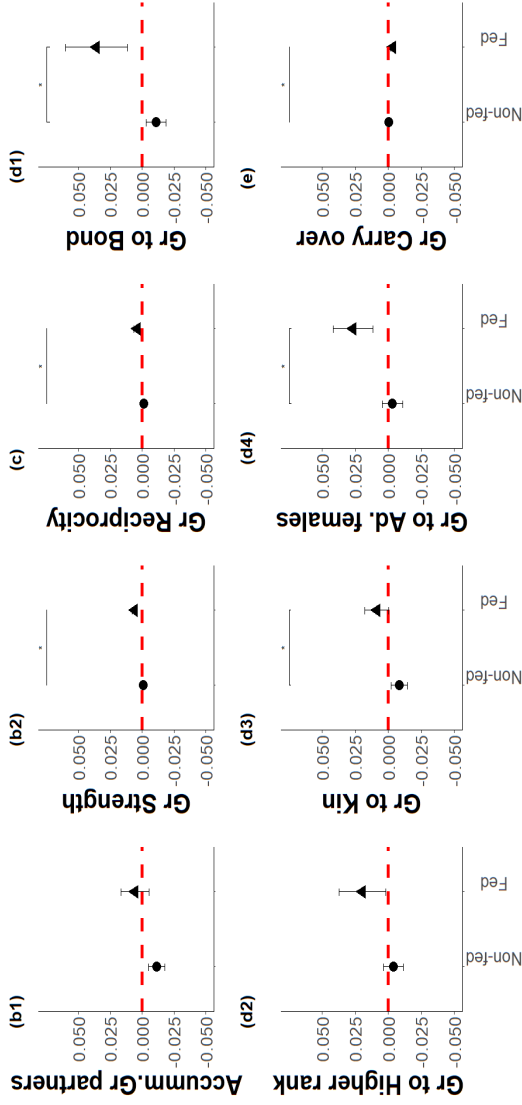 (b1)
Accumm.Gr partners
0.050
0.025
0.000
-0.025
-0.050
(b2)
Gr Strength
0.050
0.025
0.000
-0.025
-0.050
*
(c)
Gr Reciprocity
0.050
0.025
0.000
-0.025
-0.050
*
(d1)
Gr to Bond
0.050
0.025
0.000
-0.025
-0.050
*
(d2)
Gr to Higher rank
0.050
0.025
0.000
-0.025
-0.050
Non-fed
Fed
(d3)
Gr to Kin
0.050
0.025
0.000
-0.025
-0.050
*
Non-fed
Fed
(d4)
Gr to Ad. females
0.050
0.025
0.000
-0.025
-0.050
*
Non-fed
Fed
(e)
Gr Carry over
0.050
0.025
0.000
-0.025
-0.050
*
Non-fed
Fed